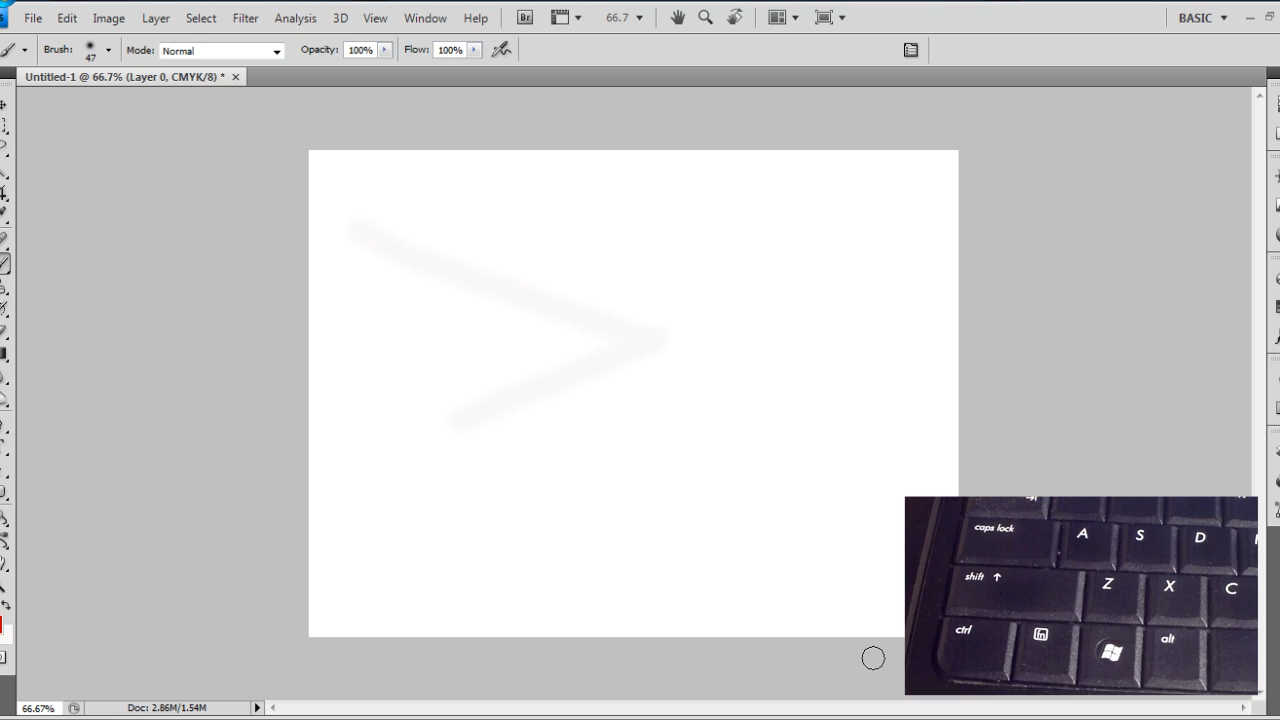 File Edit Image Layer Select Filter Analysis 3D View Window Help Br 66.7 BASIC
Brush: 47 Mode: Normal Opacity: 100% Flow: 100%
Untitled-1 @ 66.7% (Layer 0, CMYK/8) * ×
caps lock A S D
shift ↑ Z X C
ctrl fn alt
66.67% Doc: 2.86M/1.54M